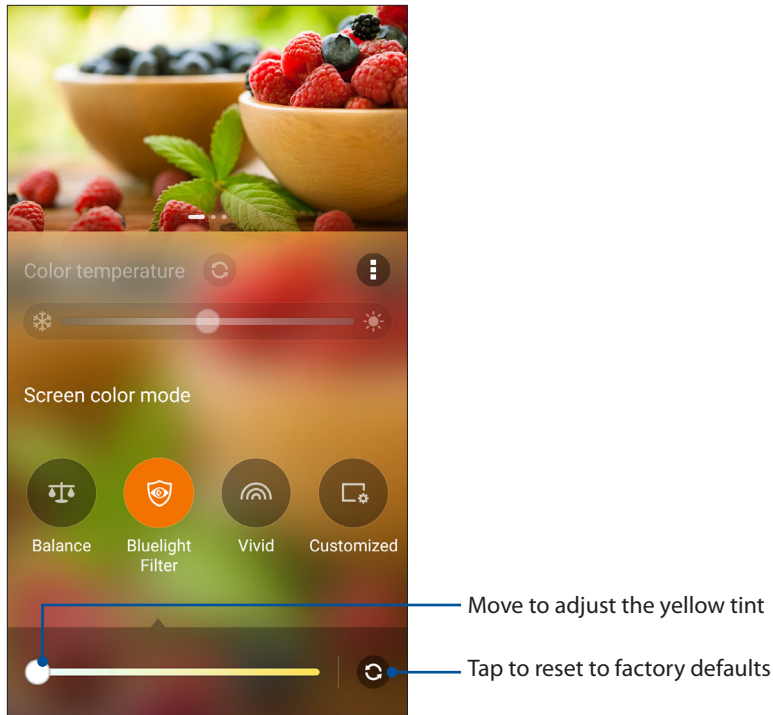 Color temperature
Screen color mode
Balance
Bluelight
Filter
Vivid
Customized
Move to adjust the yellow tint
Tap to reset to factory defaults